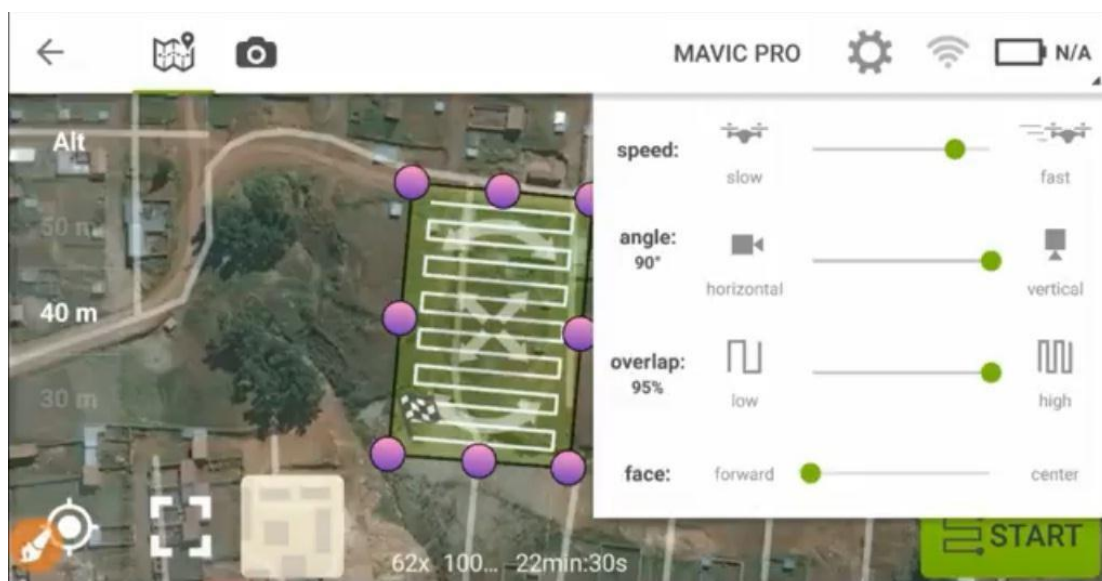 MAVIC PRO
N/A
Alt
50 m
40 m
30 m
speed:
slow
fast
angle:
90°
horizontal
vertical
overlap:
95%
low
high
face:
forward
center
62x 100... 22min:30s
START